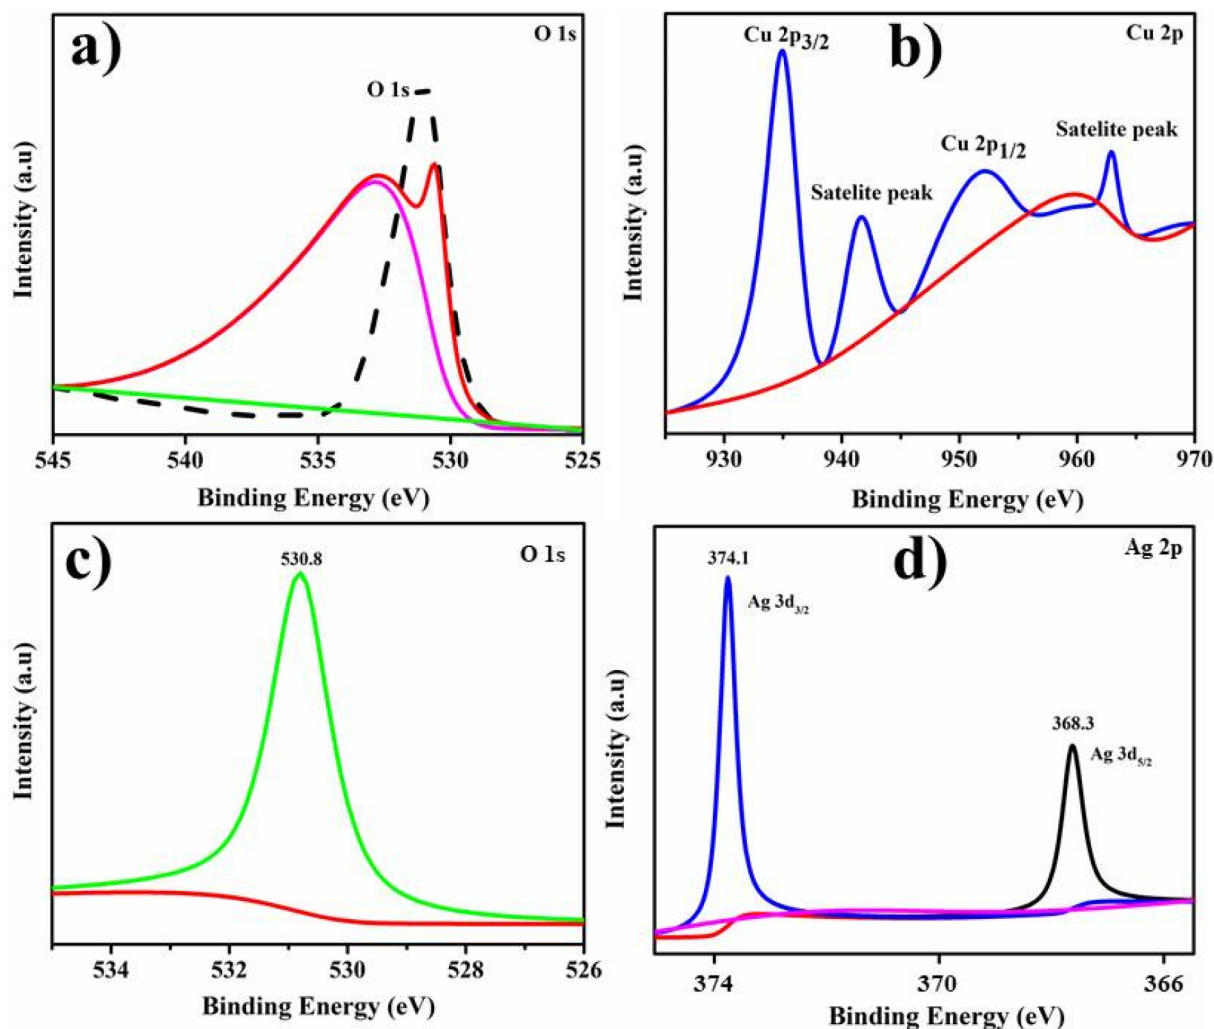 a)
O 1s
O 1s
Intensity (a.u)
545 540 535 530 525
Binding Energy (eV)
b)
Cu 2p
Cu 2p3/2
Satelite peak
Cu 2p1/2
Satelite peak
Intensity (a.u)
930 940 950 960 970
Binding Energy (eV)
c)
O 1s
530.8
Intensity (a.u)
534 532 530 528 526
Binding Energy (eV)
d)
Ag 2p
374.1
Ag 3d3/2
368.3
Ag 3d5/2
Intensity (a.u)
374 370 366
Binding Energy (eV)